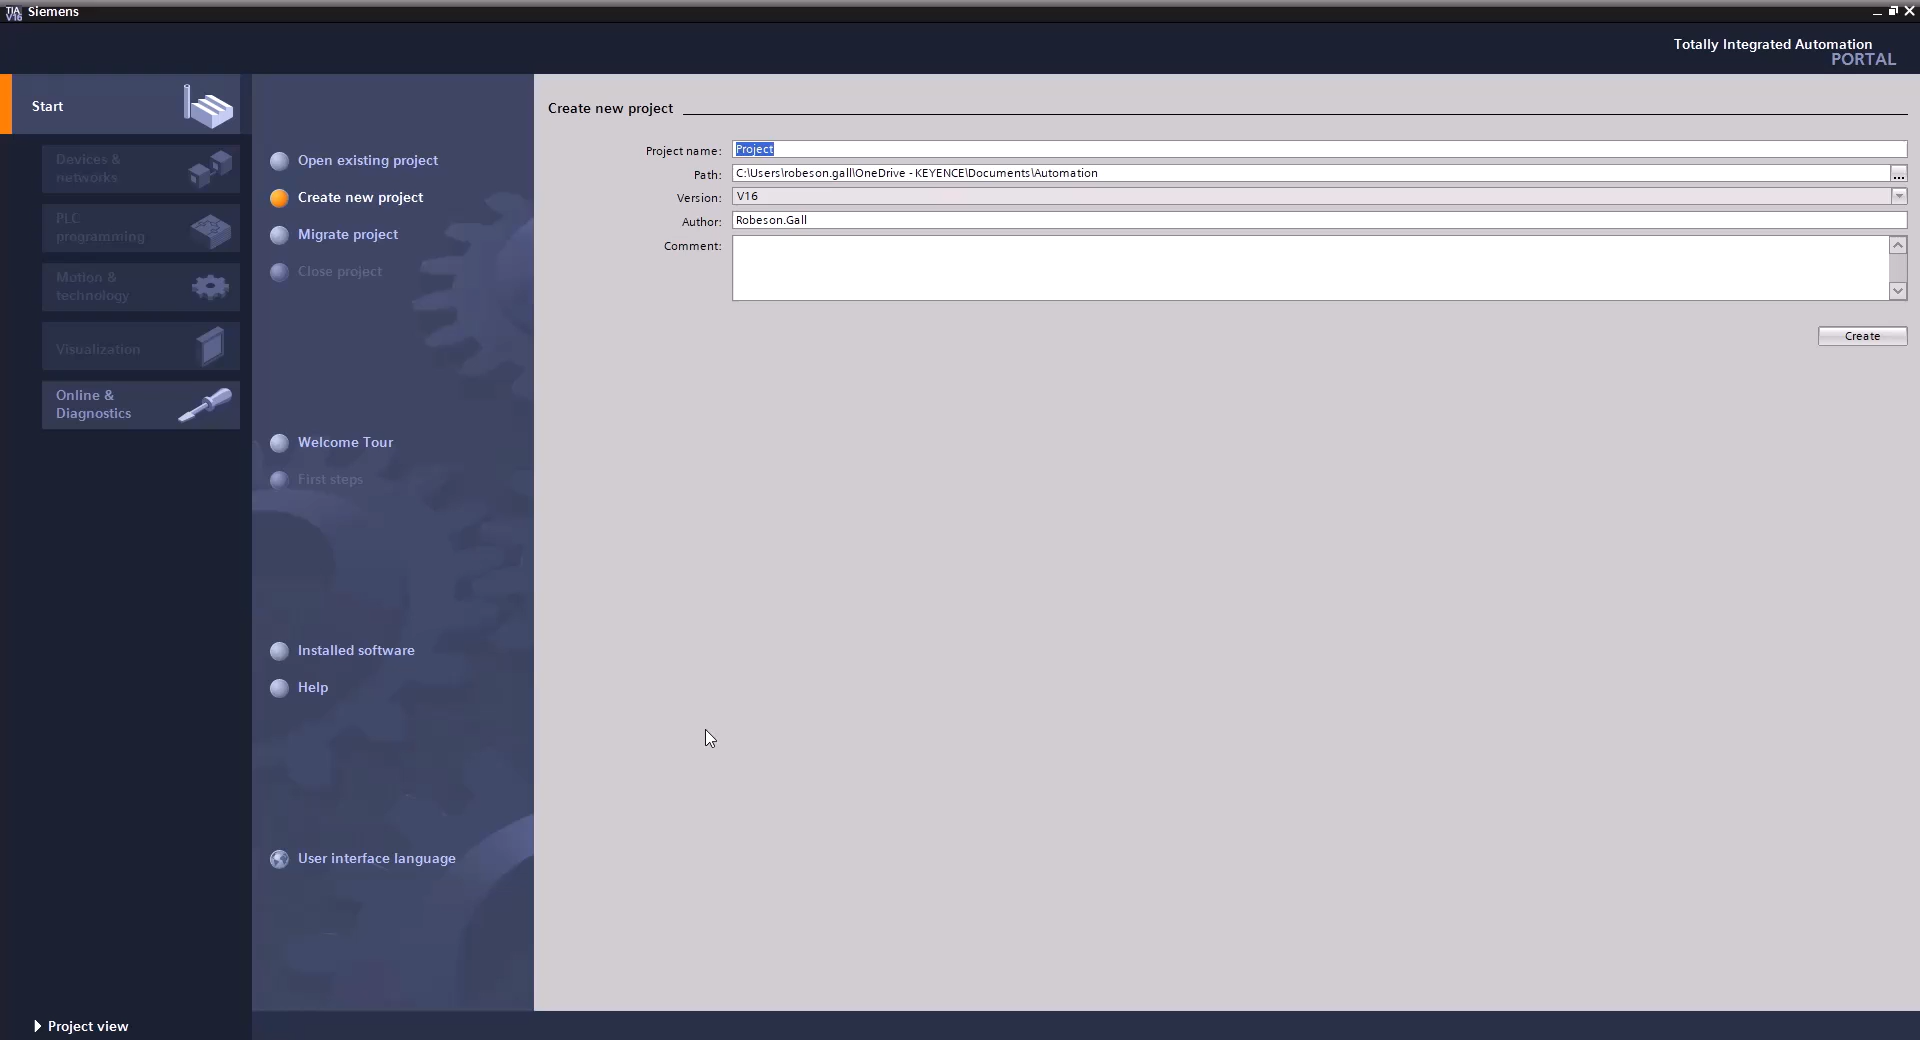 TIA V16 Siemens
Totally Integrated Automation
PORTAL
Start
Devices &
networks
PLC
programming
Motion &
technology
Visualization
Online &
Diagnostics
Open existing project
Create new project
Migrate project
Close project
Welcome Tour
First steps
Installed software
Help
User interface language
Create new project
Project name: Project
Path: C:\Users\robeson.gall\OneDrive - KEYENCE\Documents\Automation ...
Version: V16
Author: Robeson.Gall
Comment:
Create
Project view